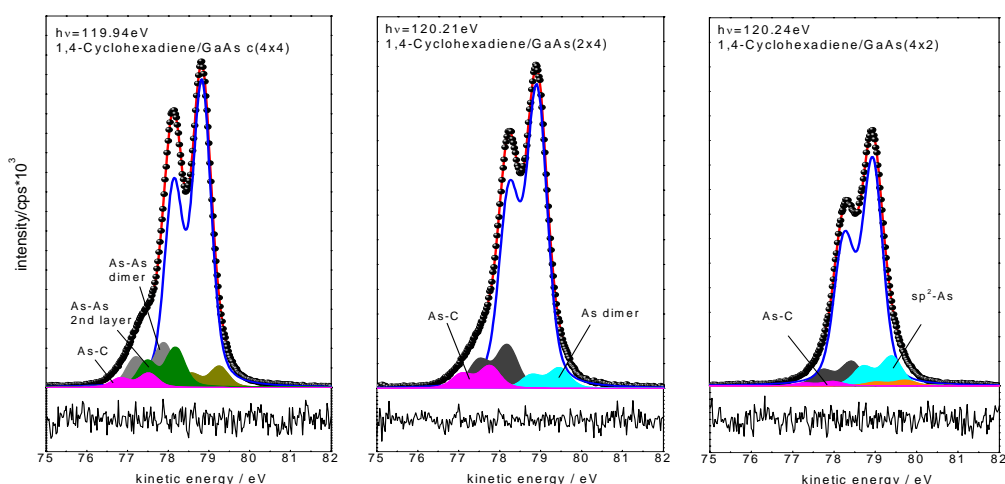 hν=119.94eV
1,4-Cyclohexadiene/GaAs c(4x4)
As-As
dimer
As-As
2nd layer
As-C
intensity/cps*10³
75 76 77 78 79 80 81 82
kinetic energy / eV
hν=120.21eV
1,4-Cyclohexadiene/GaAs(2x4)
As-C
As dimer
75 76 77 78 79 80 81 82
kinetic energy / eV
hν=120.24eV
1,4-Cyclohexadiene/GaAs(4x2)
As-C
sp²-As
75 76 77 78 79 80 81 82
kinetic energy / eV